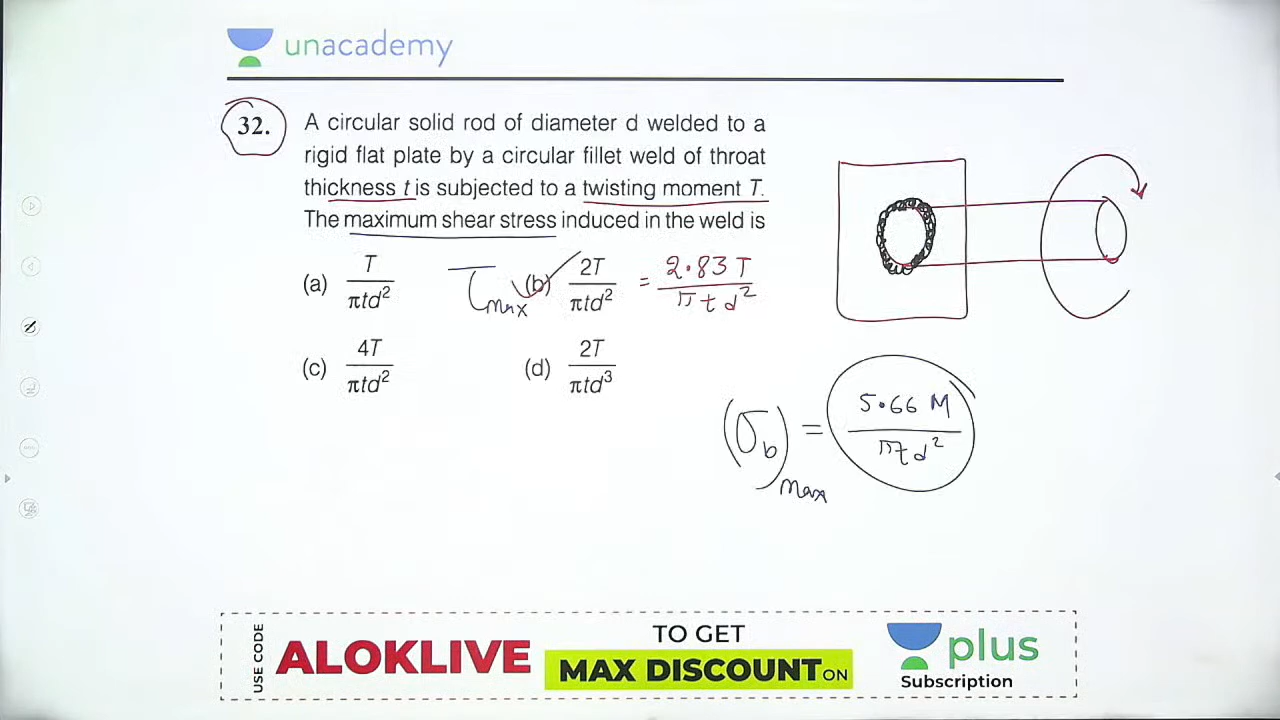 unacademy
32. A circular solid rod of diameter d welded to a
rigid flat plate by a circular fillet weld of throat
thickness t is subjected to a twisting moment T.
The maximum shear stress induced in the weld is
(a) T/πtd² τmax (b) 2T/πtd² = 2.83 T/π t d²
(c) 4T/πtd² (d) 2T/πtd³
(σb)max = 5.66 M/πt d²
USE CODE
ALOKLIVE
TO GET
MAX DISCOUNT ON
plus
Subscription